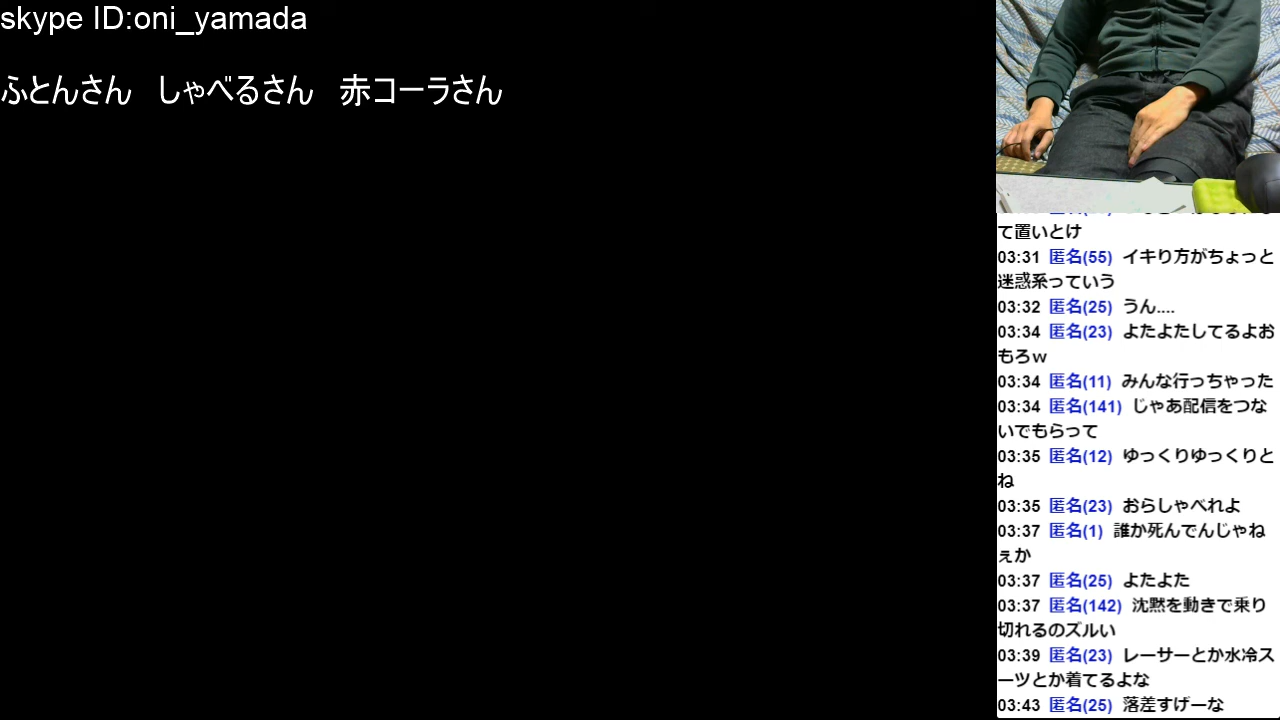 skype ID:oni_yamada
ふとんさん　しゃべるさん　赤コーラさん
て置いとけ
03:31 匿名(55) イキり方がちょっと
迷惑系っていう
03:32 匿名(25) うん....
03:34 匿名(23) よたよたしてるよお
もろｗ
03:34 匿名(11) みんな行っちゃった
03:34 匿名(141) じゃあ配信をつな
いでもらって
03:35 匿名(12) ゆっくりゆっくりと
ね
03:35 匿名(23) おらしゃべれよ
03:37 匿名(1) 誰か死んでんじゃね
ぇか
03:37 匿名(25) よたよた
03:37 匿名(142) 沈黙を動きで乗り
切れるのズルい
03:39 匿名(23) レーサーとか水冷ス
ーツとか着てるよな
03:43 匿名(25) 落差すげーな